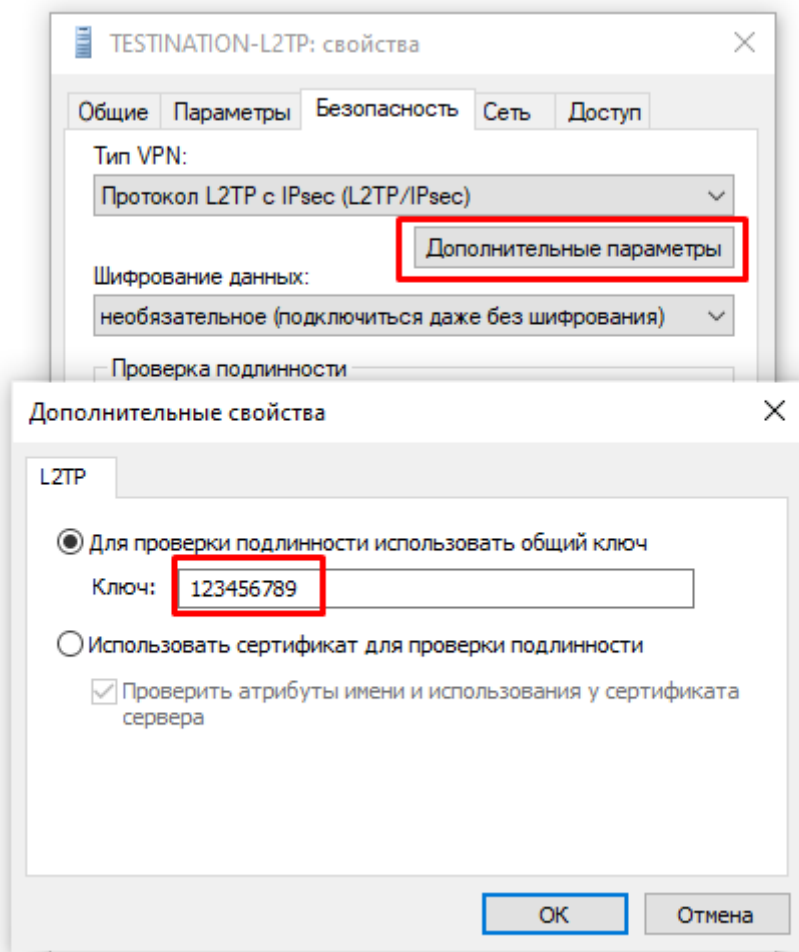 TESTINATION-L2TP: свойства
Общие Параметры Безопасность Сеть Доступ
Тип VPN:
Протокол L2TP с IPsec (L2TP/IPsec)
Дополнительные параметры
Шифрование данных:
необязательное (подключиться даже без шифрования)
Проверка подлинности
Дополнительные свойства
L2TP
Для проверки подлинности использовать общий ключ
Ключ: 123456789
Использовать сертификат для проверки подлинности
Проверить атрибуты имени и использования у сертификата
сервера
ОК Отмена